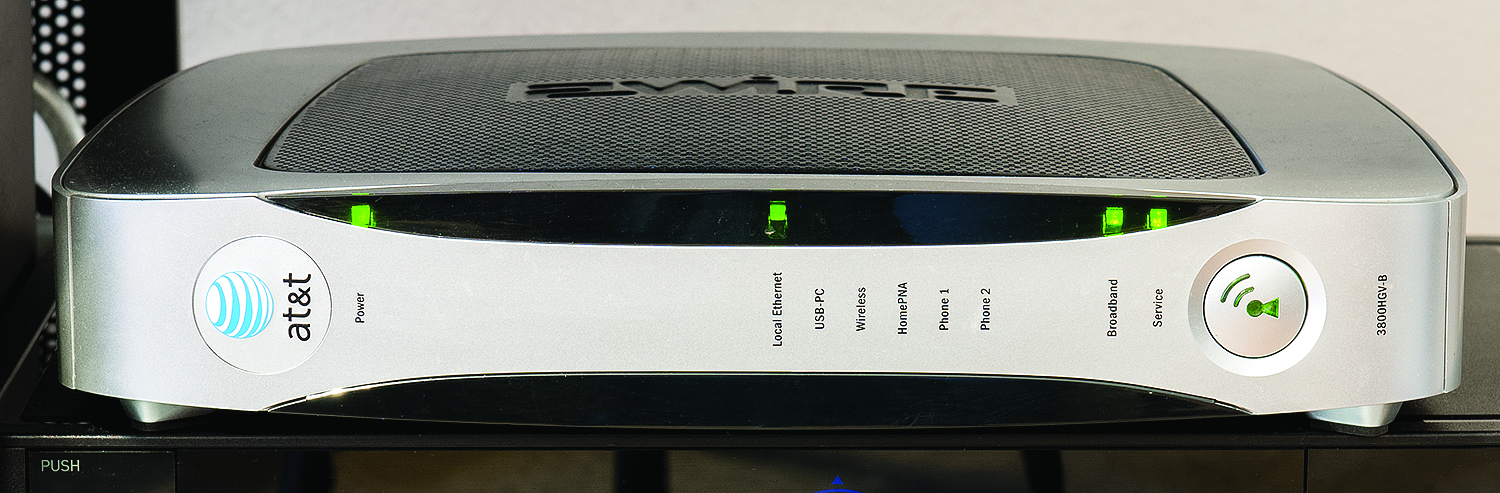 2WIRE
at&t
Power
Local Ethernet
USB-PC
Wireless
HomePNA
Phone 1
Phone 2
Broadband
Service
3800HGV-B
PUSH